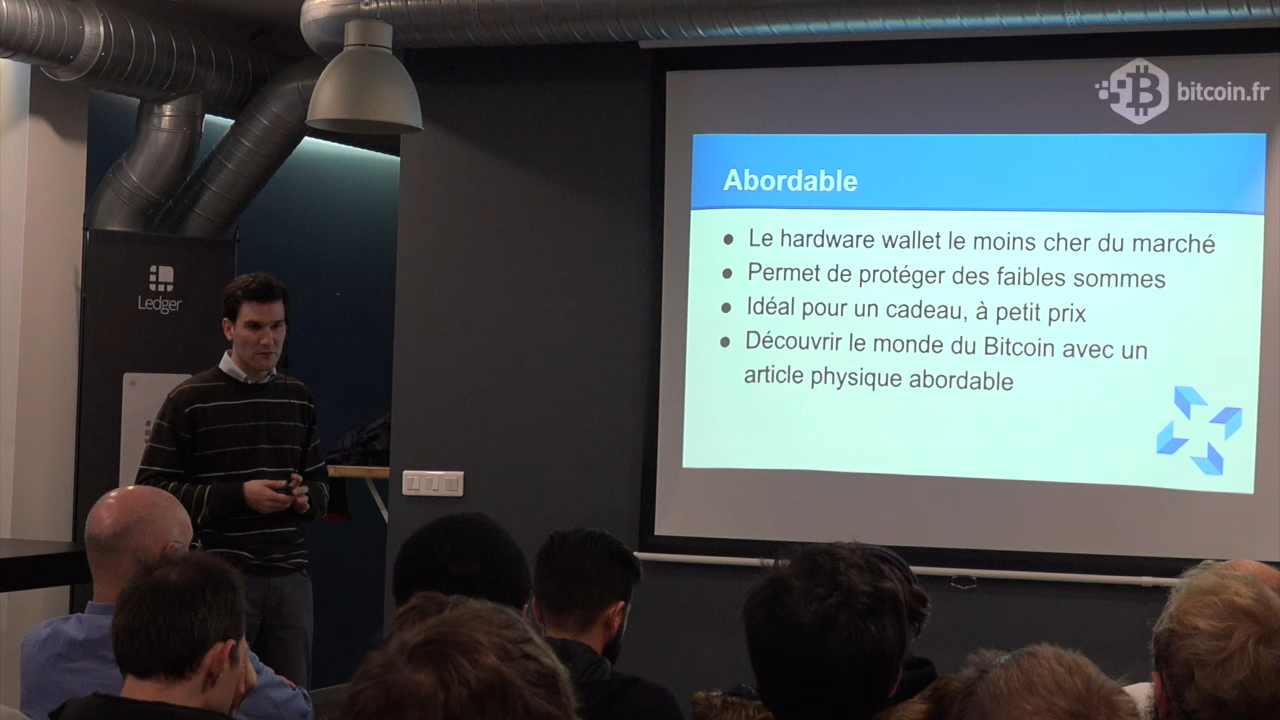 bitcoin.fr
Abordable
● Le hardware wallet le moins cher du marché
● Permet de protéger des faibles sommes
● Idéal pour un cadeau, à petit prix
● Découvrir le monde du Bitcoin avec un
article physique abordable
Ledger